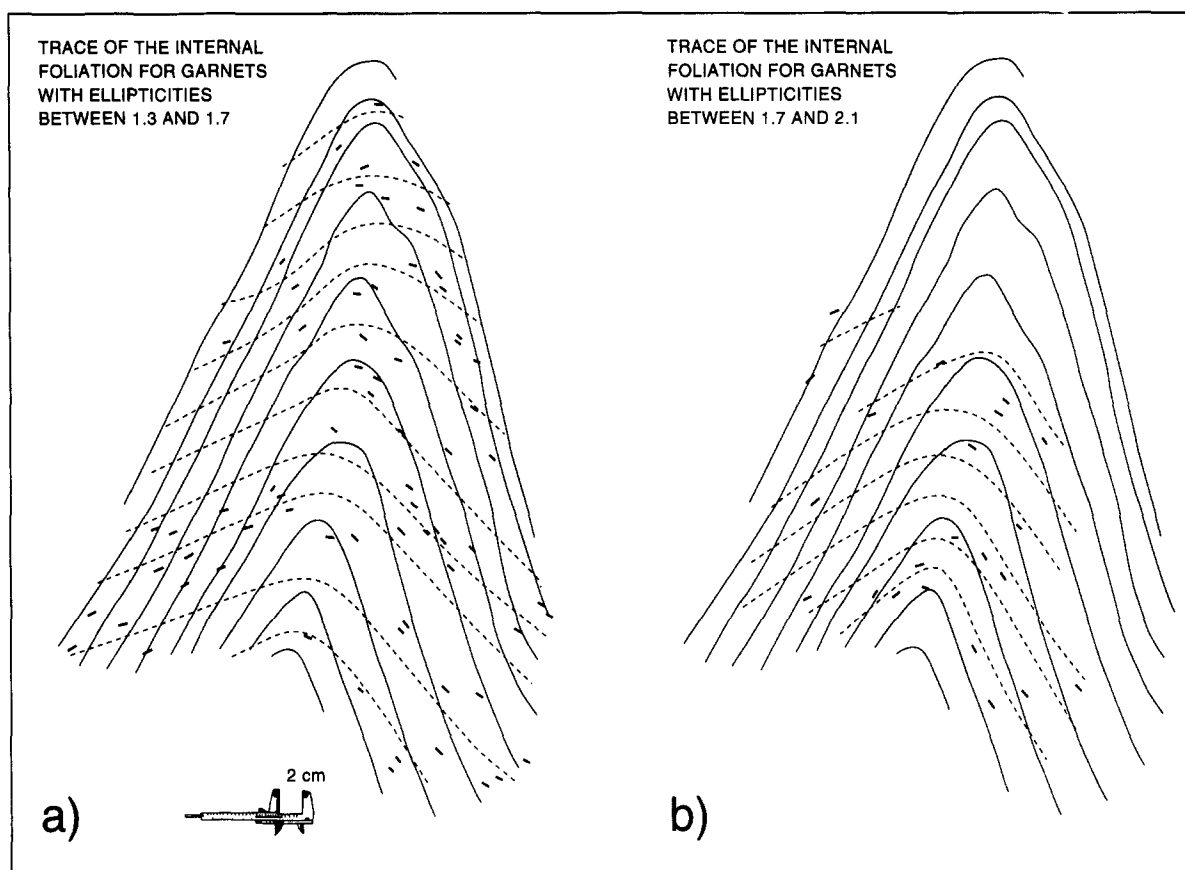 TRACE OF THE INTERNAL
FOLIATION FOR GARNETS
WITH ELLIPTICITIES
BETWEEN 1.3 AND 1.7
TRACE OF THE INTERNAL
FOLIATION FOR GARNETS
WITH ELLIPTICITIES
BETWEEN 1.7 AND 2.1
2 cm
a)
b)